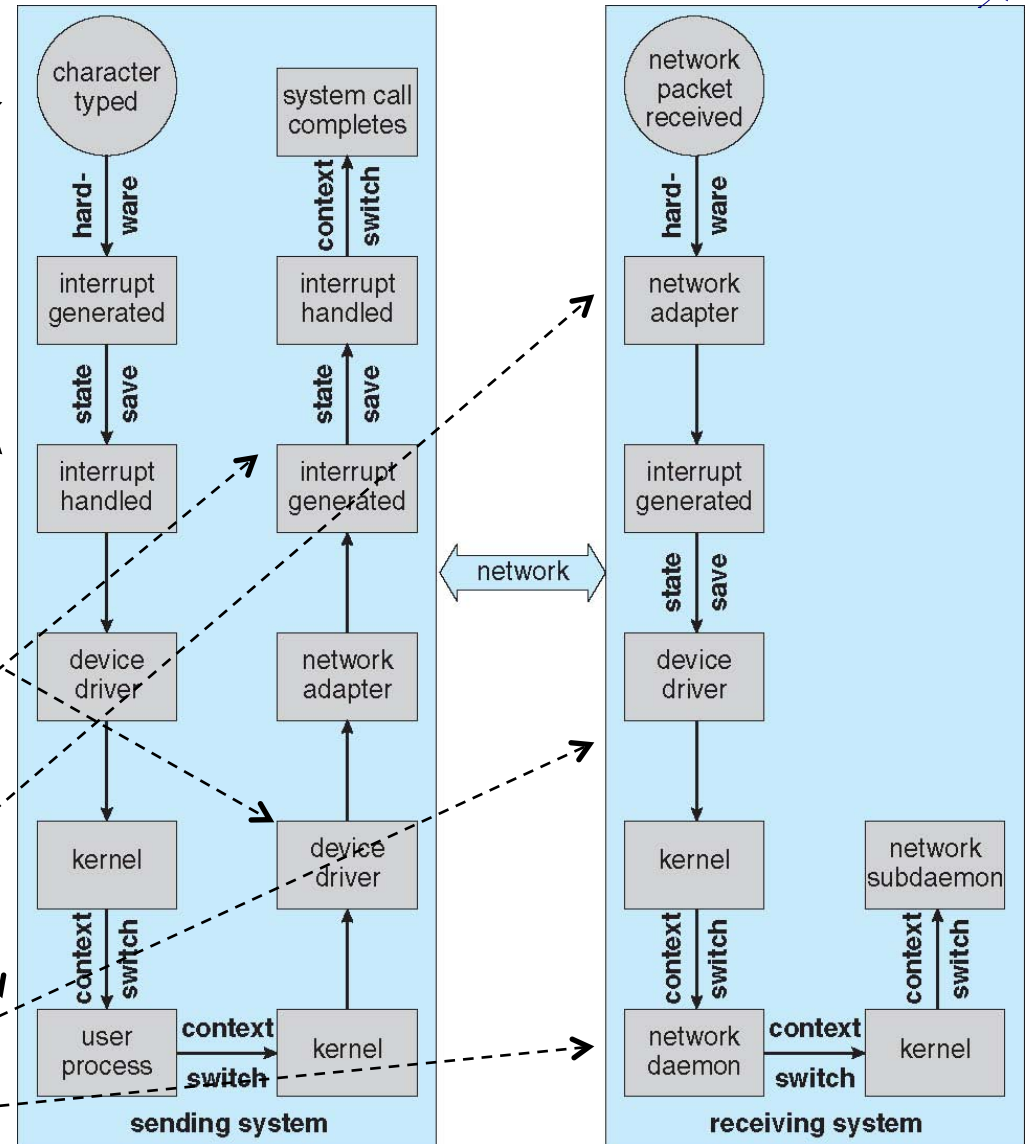 character
typed
hard-
ware
interrupt
generated
state
save
interrupt
handled
device
driver
kernel
context
switch
user
process
context
switch
kernel
device
driver
network
adapter
interrupt
generated
state
save
interrupt
handled
context
switch
system call
completes
sending system
network
network
packet
received
hard-
ware
network
adapter
interrupt
generated
state
save
device
driver
kernel
context
switch
network
daemon
context
switch
kernel
context
switch
network
subdaemon
receiving system